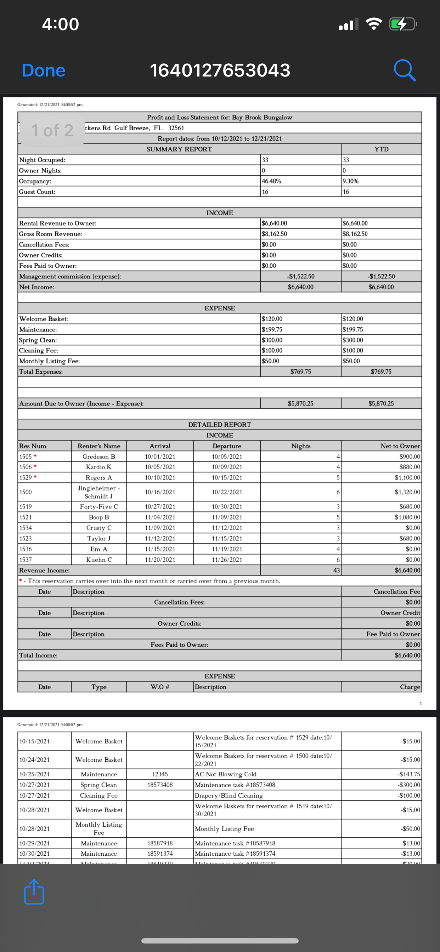 4:00
Done
1640127653043
Generated: 12/21/2021
Profit and Loss Statement for: Bay Brook Bungalow
1 of 2
ckens Rd Gulf Breeze, FL 32561
Report dates: from 10/12/2021 to 12/21/2021
SUMMARY REPORT YTD
Night Occupied: 33 33
Owner Nights: 0 0
Occupancy: 46.48% 9.30%
Guest Count: 16 16
INCOME
Rental Revenue to Owner: $6,640.00 $6,640.00
Gross Room Revenue: $8,162.50 $8,162.50
Cancellation Fees: $0.00 $0.00
Owner Credits: $0.00 $0.00
Fees Paid to Owner: $0.00 $0.00
Management commission (expense): -$1,522.50 -$1,522.50
Net Income: $6,640.00 $6,640.00
EXPENSE
Welcome Basket: $120.00 $120.00
Maintenance: $199.75 $199.75
Spring Clean: $300.00 $300.00
Cleaning Fee: $100.00 $100.00
Monthly Listing Fee: $50.00 $50.00
Total Expenses: $769.75 $769.75
Amount Due to Owner (Income - Expense): $5,870.25 $5,870.25
DETAILED REPORT
INCOME
Res Num Renter's Name Arrival Departure Nights Net to Owner
1505 * Gredeson B 10/01/2021 10/05/2021 4 $900.00
1506 * Kardio K 10/05/2021 10/09/2021 4 $880.00
1529 * Rogers A 10/10/2021 10/15/2021 5 $1,100.00
1500 Jingleheimer - Schmidt J 10/16/2021 10/22/2021 6 $1,320.00
1519 Forty-Five C 10/27/2021 10/30/2021 3 $680.00
1521 Boop B 11/04/2021 11/09/2021 5 $1,080.00
1534 Crusty C 11/09/2021 11/12/2021 3 $0.00
1523 Taylor J 11/12/2021 11/15/2021 3 $680.00
1536 Em A 11/15/2021 11/19/2021 4 $0.00
1537 Kuehn C 11/20/2021 11/26/2021 6 $0.00
Revenue Income: 43 $6,640.00
* - This reservation carries over into the next month or carried over from a previous month.
Date Description Cancellation Fee
Cancellation Fees: $0.00
Date Description Owner Credit
Owner Credits: $0.00
Date Description Fee Paid to Owner
Fees Paid to Owner: $0.00
Total Income: $6,640.00
EXPENSE
Date Type W.O # Description Charge
1
Generated: 12/21/2021
10/15/2021 Welcome Basket Welcome Baskets for reservation # 1529 date:10/15/2021 -$15.00
10/24/2021 Welcome Basket Welcome Baskets for reservation # 1500 date:10/22/2021 -$15.00
10/25/2021 Maintenance 12345 AC Not Blowing Cold -$143.75
10/27/2021 Spring Clean 18573408 Maintenance task #18573408 -$300.00
10/27/2021 Cleaning Fee Drapery/Blind Cleaning -$100.00
10/28/2021 Welcome Basket Welcome Baskets for reservation # 1519 date:10/30/2021 -$15.00
10/28/2021 Monthly Listing Fee Monthly Listing Fee -$50.00
10/29/2021 Maintenance 18587918 Maintenance task #18587918 -$13.00
10/30/2021 Maintenance 18591374 Maintenance task #18591374 -$13.00